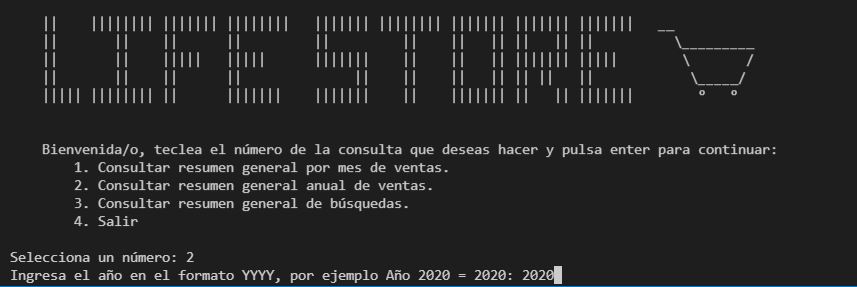 LIFE STORE
Bienvenida/o, teclea el número de la consulta que deseas hacer y pulsa enter para continuar:
1. Consultar resumen general por mes de ventas.
2. Consultar resumen general anual de ventas.
3. Consultar resumen general de búsquedas.
4. Salir
Selecciona un número: 2
Ingresa el año en el formato YYYY, por ejemplo Año 2020 = 2020: 2020